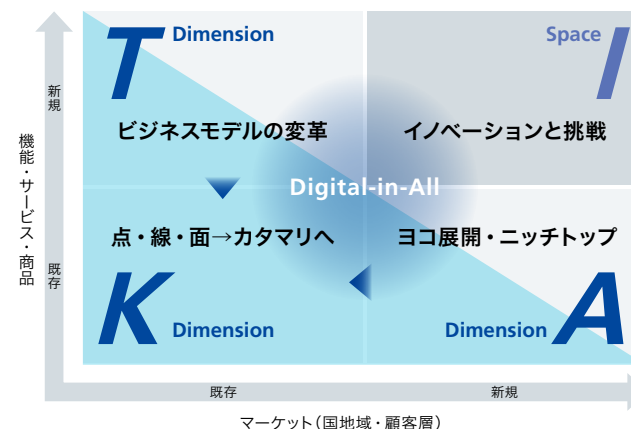 T Dimension
Space I
新規
ビジネスモデルの変革
イノベーションと挑戦
機能・サービス・商品
Digital-in-All
点・線・面→カタマリへ
ヨコ展開・ニッチトップ
既存
K Dimension
Dimension A
既存
新規
マーケット(国地域・顧客層)